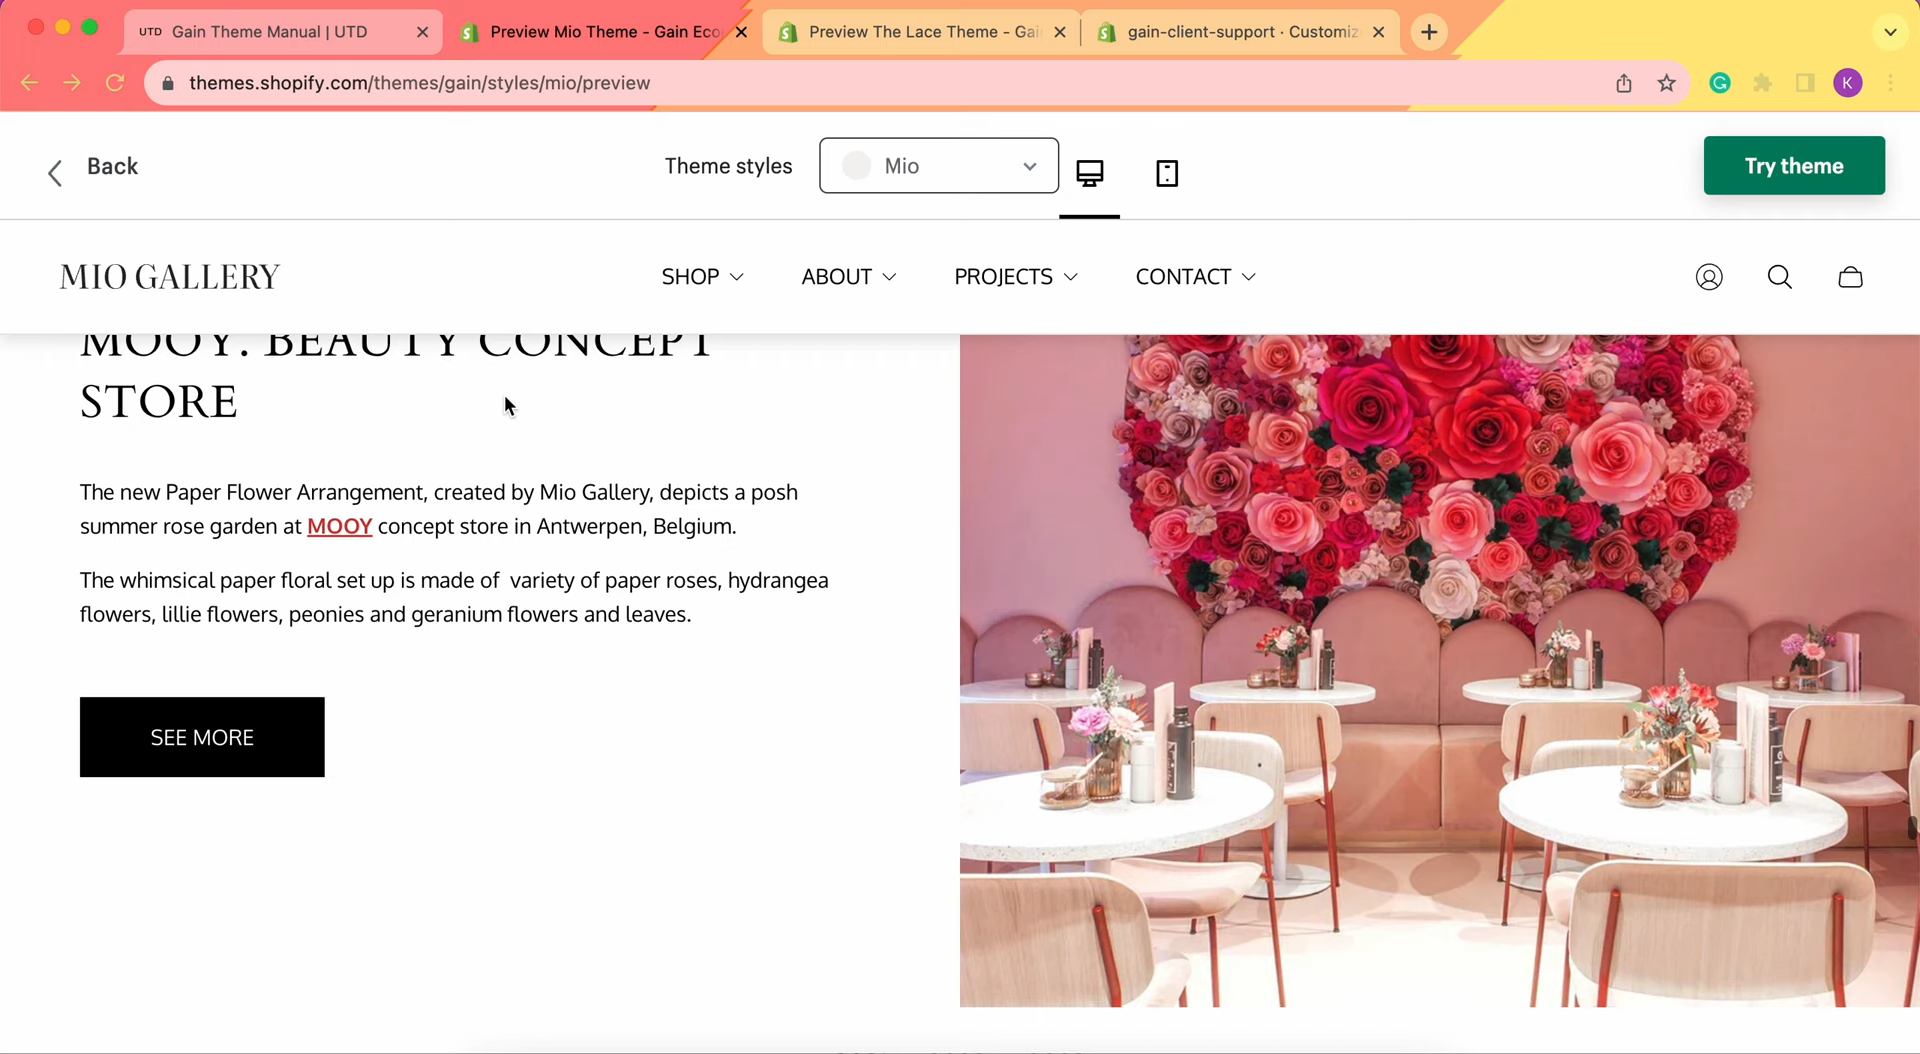 UTD Gain Theme Manual | UTD
Preview Mio Theme - Gain Eco
Preview The Lace Theme - Gai
gain-client-support · Customiz
themes.shopify.com/themes/gain/styles/mio/preview
K
Back
Theme styles
Mio
Try theme
MIO GALLERY
SHOP
ABOUT
PROJECTS
CONTACT
MOOY. BEAUTY CONCEPT
STORE
The new Paper Flower Arrangement, created by Mio Gallery, depicts a posh
summer rose garden at MOOY concept store in Antwerpen, Belgium.
The whimsical paper floral set up is made of  variety of paper roses, hydrangea
flowers, lillie flowers, peonies and geranium flowers and leaves.
SEE MORE